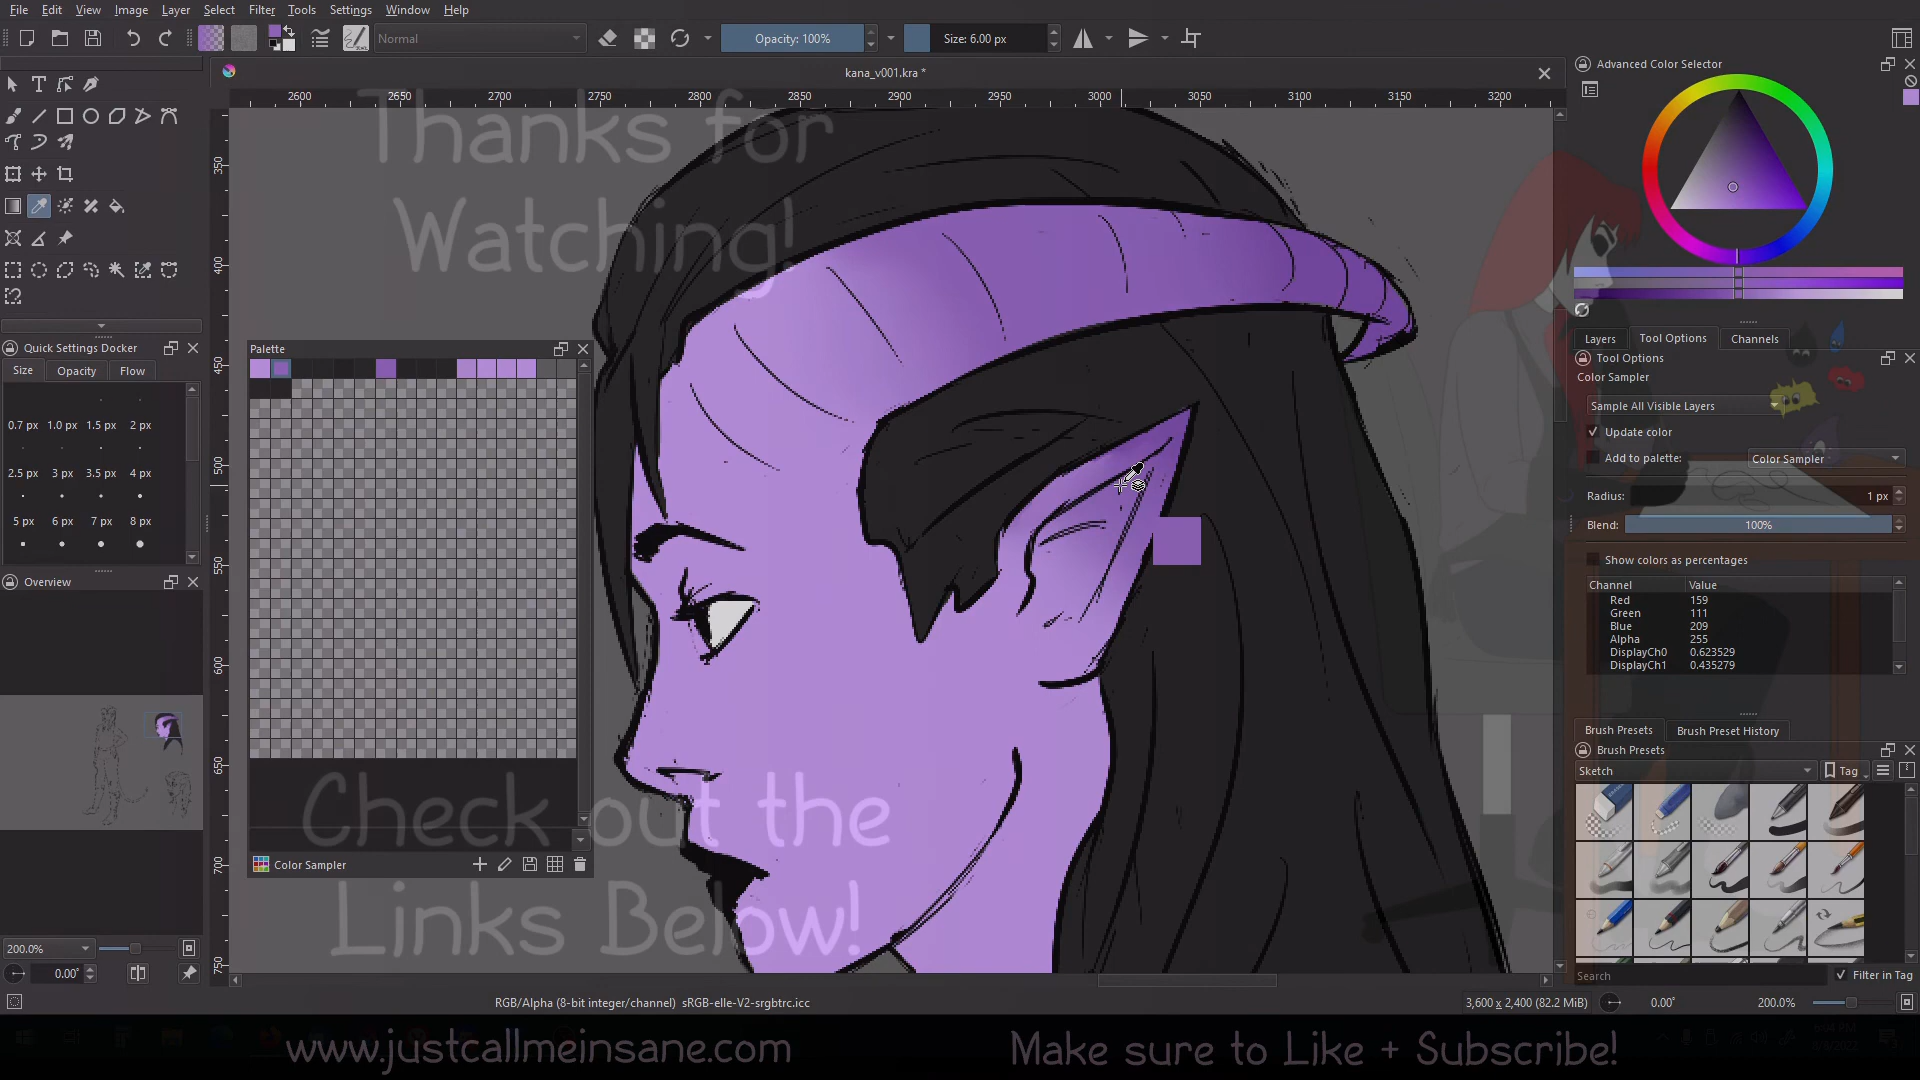 File Edit View Image Layer Select Filter Tools Settings Window Help
Normal
Opacity: 100%
Size: 6.00 px
kana_v001.kra *
Advanced Color Selector
2600 2650 2700 2750 2800 2850 2900 2950 3000 3050 3100 3150 3200
350
400
450
500
550
600
650
700
750
Thanks for
Watching!
Check out the
Links Below!
Quick Settings Docker
Size Opacity Flow
0.7 px 1.0 px 1.5 px 2 px
2.5 px 3 px 3.5 px 4 px
5 px 6 px 7 px 8 px
Overview
200.0%
0.00°
Palette
Color Sampler
Layers Tool Options Channels
Tool Options
Color Sampler
Sample All Visible Layers
Update color
Add to palette: Color Sampler
Radius: 1 px
Blend: 100%
Show colors as percentages
Channel Value
Red 159
Green 111
Blue 209
Alpha 255
DisplayCh0 0.623529
DisplayCh1 0.435279
Brush Presets Brush Preset History
Brush Presets
Sketch Tag
Search Filter in Tag
RGB/Alpha (8-bit integer/channel) sRGB-elle-V2-srgbtrc.icc
3,600 x 2,400 (82.2 MiB) 0.00° 200.0%
www.justcallmeinsane.com
Make sure to Like + Subscribe!